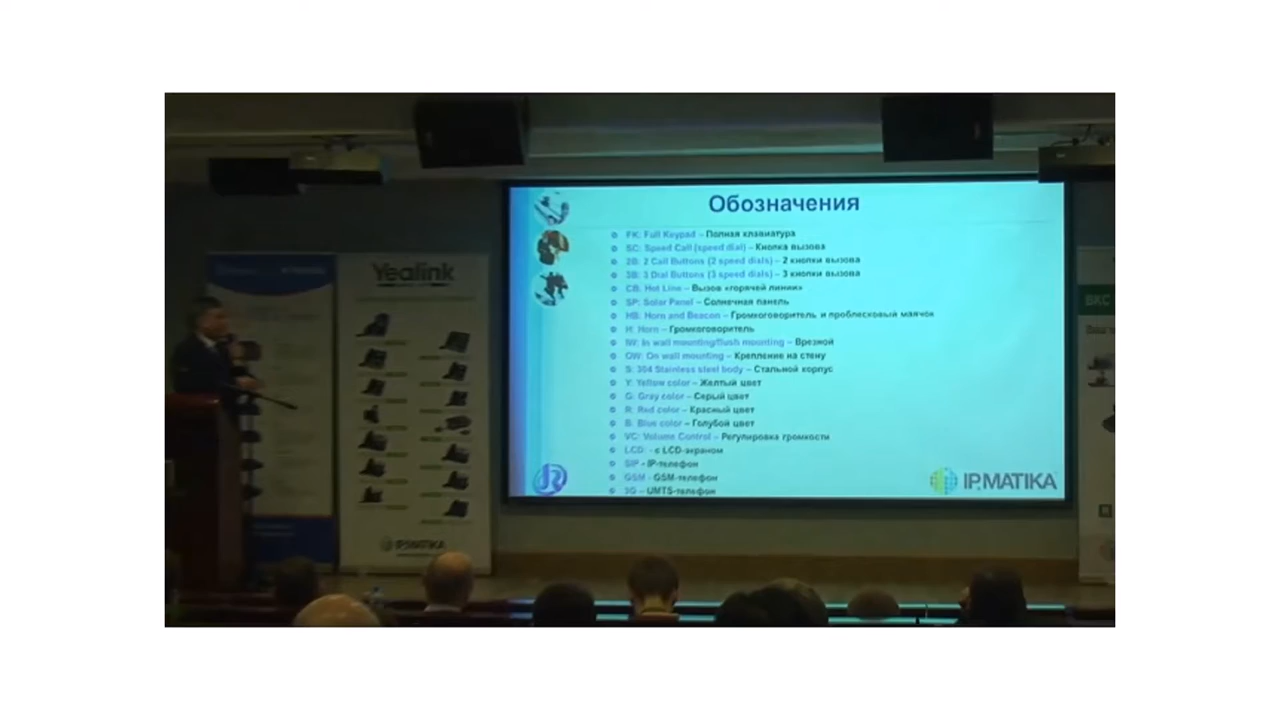 Обозначения
FK: Full Keypad – Полная клавиатура
SC: Speed Call (speed dial) – Кнопка вызова
2B: 2 Call Buttons (2 speed dials) – 2 кнопки вызова
3B: 3 Dial Buttons (3 speed dials) – 3 кнопки вызова
CB: Hot Line – Вызов «горячей линии»
SP: Solar Panel – Солнечная панель
HB: Horn and Beacon – Громкоговоритель и проблесковый маячок
H: Horn – Громкоговоритель
IW: In wall mounting/flush mounting – Врезной
OW: On wall mounting – Крепление на стену
S: 304 Stainless steel body – Стальной корпус
Y: Yellow color – Желтый цвет
G: Gray color – Серый цвет
R: Red color – Красный цвет
B: Blue color – Голубой цвет
VC: Volume Control – Регулировка громкости
LCD: - с LCD-экраном
SIP - IP-телефон
GSM - GSM-телефон
3G – UMTS-телефон
JR
IPMATIKA
Yealink
IPMATIKA
ВКС